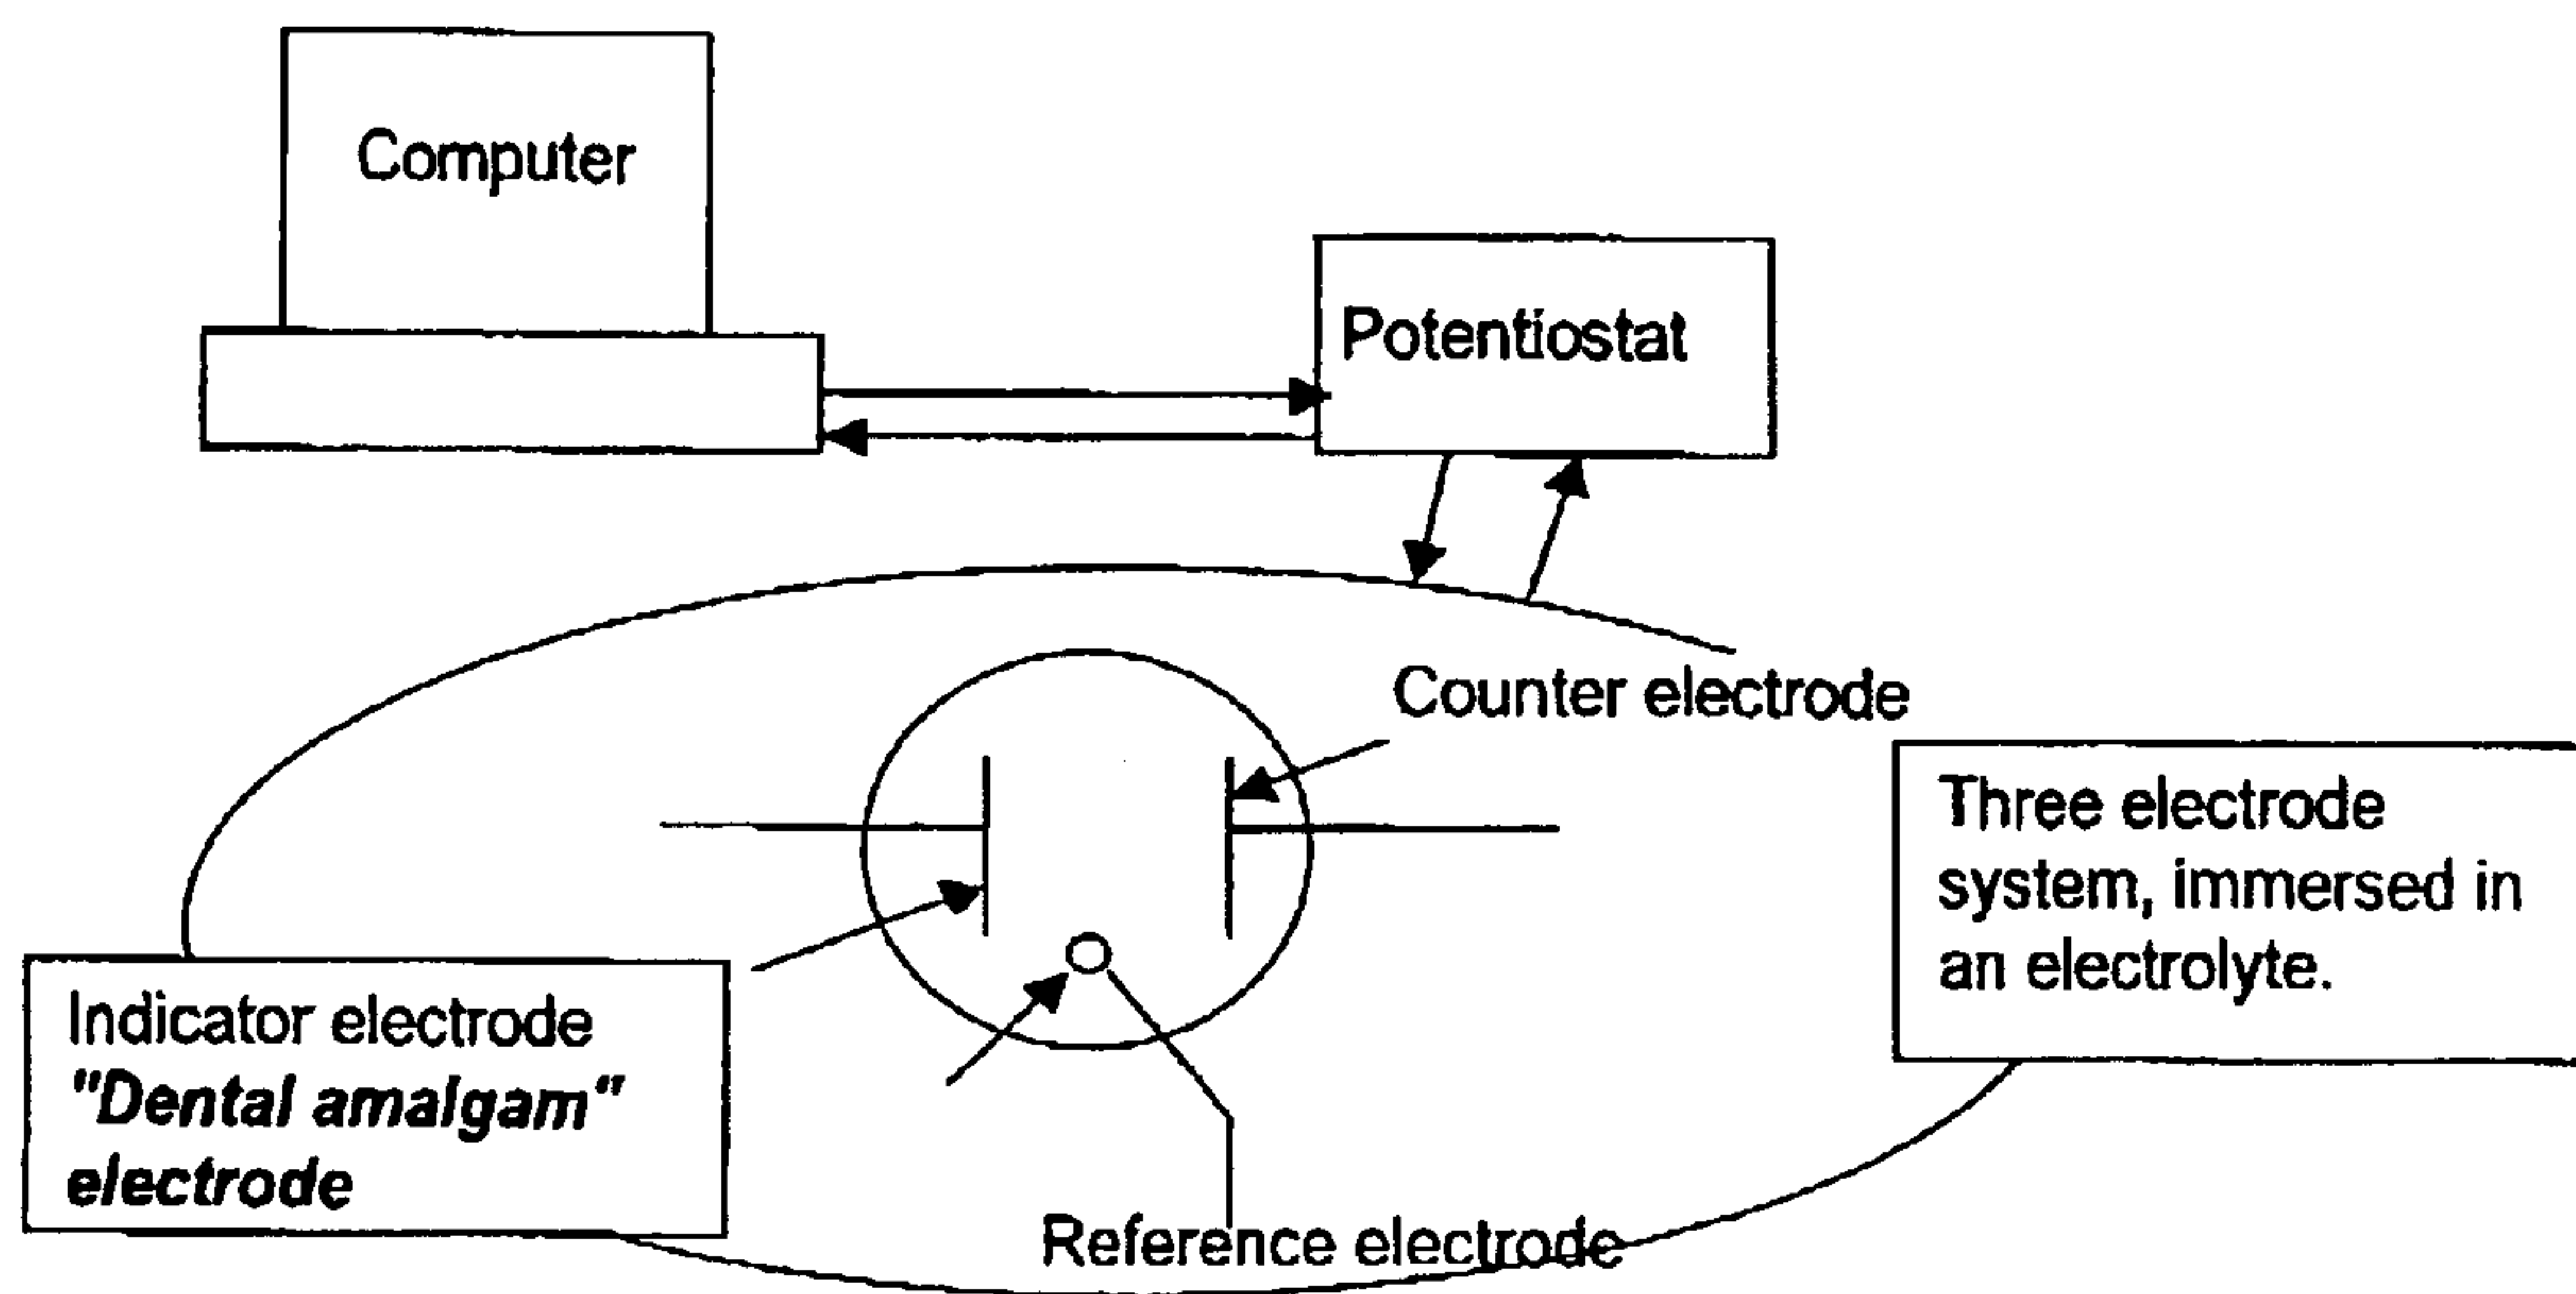 Computer
Potentiostat
Counter electrode
Three electrode
system, immersed in
an electrolyte.
Indicator electrode
"Dental amalgam"
electrode
Reference electrode